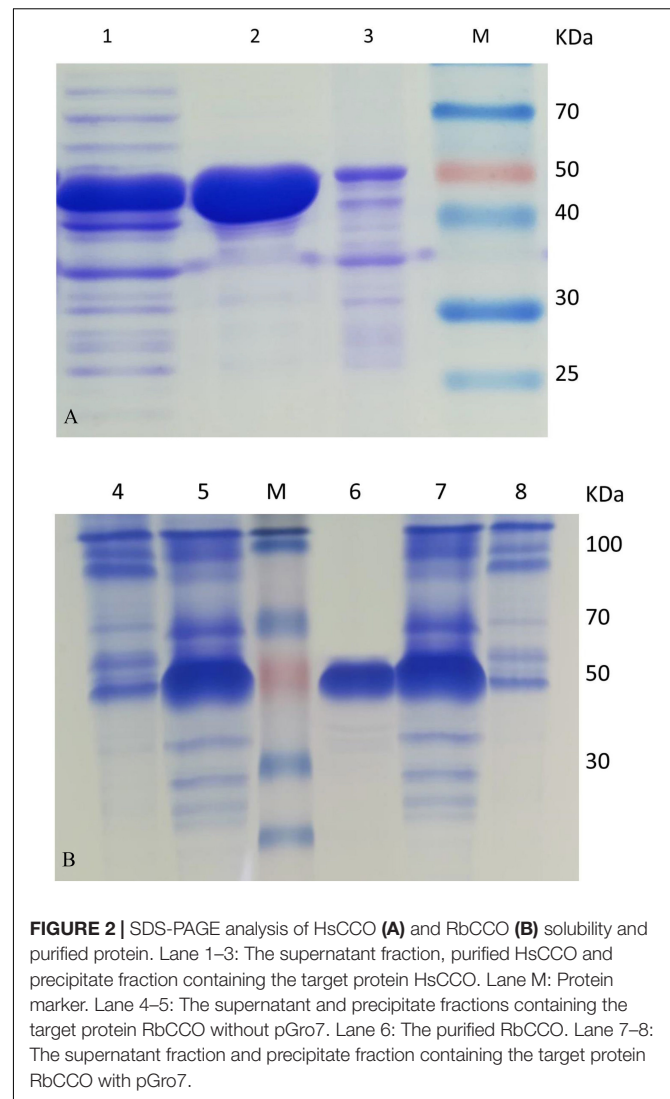 1 2 3 M KDa
70
50
40
30
25
A
4 5 M 6 7 8 KDa
100
70
50
30
B
FIGURE 2 | SDS-PAGE analysis of HsCCO (A) and RbCCO (B) solubility and
purified protein. Lane 1–3: The supernatant fraction, purified HsCCO and
precipitate fraction containing the target protein HsCCO. Lane M: Protein
marker. Lane 4–5: The supernatant and precipitate fractions containing the
target protein RbCCO without pGro7. Lane 6: The purified RbCCO. Lane 7–8:
The supernatant fraction and precipitate fraction containing the target protein
RbCCO with pGro7.